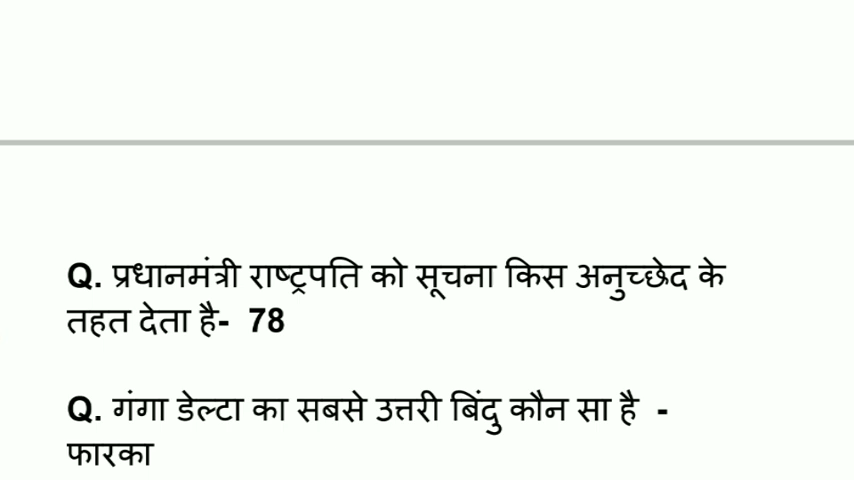 Q. प्रधानमंत्री राष्ट्रपति को सूचना किस अनुच्छेद के
तहत देता है- 78
Q. गंगा डेल्टा का सबसे उत्तरी बिंदु कौन सा है -
फारका